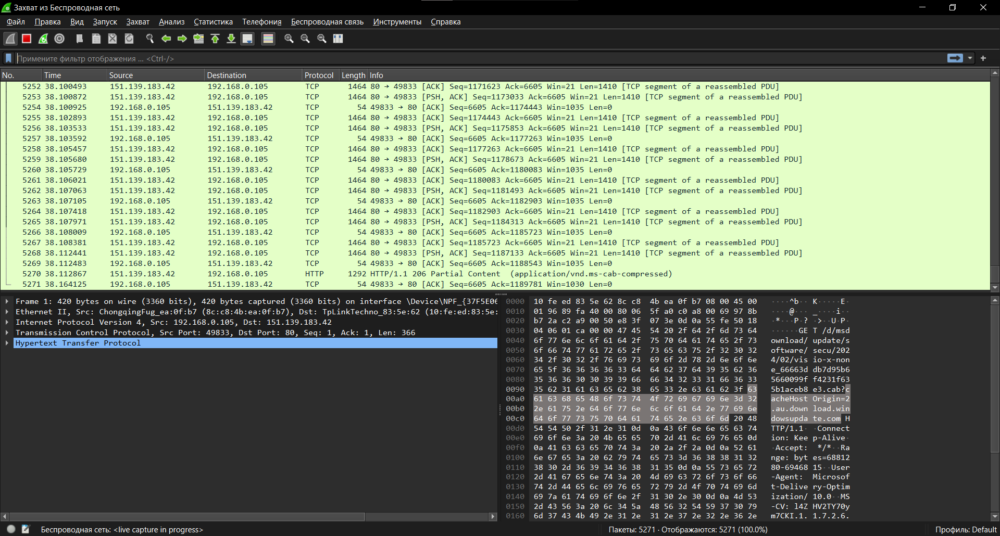 Захват из Беспроводная сеть
Файл Правка Вид Запуск Захват Анализ Статистика Телефония Беспроводная связь Инструменты Справка
Примените фильтр отображения ... <Ctrl-/>
No. Time Source Destination Protocol Length Info
5252 38.100493 151.139.183.42 192.168.0.105 TCP 1464 80 → 49833 [ACK] Seq=1171623 Ack=6605 Win=21 Len=1410 [TCP segment of a reassembled PDU]
5253 38.100872 151.139.183.42 192.168.0.105 TCP 1464 80 → 49833 [PSH, ACK] Seq=1173033 Ack=6605 Win=21 Len=1410 [TCP segment of a reassembled PDU]
5254 38.100925 192.168.0.105 151.139.183.42 TCP 54 49833 → 80 [ACK] Seq=6605 Ack=1174443 Win=1035 Len=0
5255 38.102893 151.139.183.42 192.168.0.105 TCP 1464 80 → 49833 [ACK] Seq=1174443 Ack=6605 Win=21 Len=1410 [TCP segment of a reassembled PDU]
5256 38.103533 151.139.183.42 192.168.0.105 TCP 1464 80 → 49833 [PSH, ACK] Seq=1175853 Ack=6605 Win=21 Len=1410 [TCP segment of a reassembled PDU]
5257 38.103592 192.168.0.105 151.139.183.42 TCP 54 49833 → 80 [ACK] Seq=6605 Ack=1177263 Win=1035 Len=0
5258 38.105457 151.139.183.42 192.168.0.105 TCP 1464 80 → 49833 [ACK] Seq=1177263 Ack=6605 Win=21 Len=1410 [TCP segment of a reassembled PDU]
5259 38.105680 151.139.183.42 192.168.0.105 TCP 1464 80 → 49833 [PSH, ACK] Seq=1178673 Ack=6605 Win=21 Len=1410 [TCP segment of a reassembled PDU]
5260 38.105729 192.168.0.105 151.139.183.42 TCP 54 49833 → 80 [ACK] Seq=6605 Ack=1180083 Win=1035 Len=0
5261 38.106021 151.139.183.42 192.168.0.105 TCP 1464 80 → 49833 [ACK] Seq=1180083 Ack=6605 Win=21 Len=1410 [TCP segment of a reassembled PDU]
5262 38.107063 151.139.183.42 192.168.0.105 TCP 1464 80 → 49833 [PSH, ACK] Seq=1181493 Ack=6605 Win=21 Len=1410 [TCP segment of a reassembled PDU]
5263 38.107105 192.168.0.105 151.139.183.42 TCP 54 49833 → 80 [ACK] Seq=6605 Ack=1182903 Win=1035 Len=0
5264 38.107418 151.139.183.42 192.168.0.105 TCP 1464 80 → 49833 [ACK] Seq=1182903 Ack=6605 Win=21 Len=1410 [TCP segment of a reassembled PDU]
5265 38.107971 151.139.183.42 192.168.0.105 TCP 1464 80 → 49833 [PSH, ACK] Seq=1184313 Ack=6605 Win=21 Len=1410 [TCP segment of a reassembled PDU]
5266 38.108009 192.168.0.105 151.139.183.42 TCP 54 49833 → 80 [ACK] Seq=6605 Ack=1185723 Win=1035 Len=0
5267 38.108381 151.139.183.42 192.168.0.105 TCP 1464 80 → 49833 [ACK] Seq=1185723 Ack=6605 Win=21 Len=1410 [TCP segment of a reassembled PDU]
5268 38.112441 151.139.183.42 192.168.0.105 TCP 1464 80 → 49833 [PSH, ACK] Seq=1187133 Ack=6605 Win=21 Len=1410 [TCP segment of a reassembled PDU]
5269 38.112483 192.168.0.105 151.139.183.42 TCP 54 49833 → 80 [ACK] Seq=6605 Ack=1188543 Win=1035 Len=0
5270 38.112867 151.139.183.42 192.168.0.105 HTTP 1292 HTTP/1.1 206 Partial Content  (application/vnd.ms-cab-compressed)
5271 38.164125 192.168.0.105 151.139.183.42 TCP 54 49833 → 80 [ACK] Seq=6605 Ack=1189781 Win=1030 Len=0
Frame 1: 420 bytes on wire (3360 bits), 420 bytes captured (3360 bits) on interface \Device\NPF_{37F5E06
Ethernet II, Src: ChongqingFug_ea:0f:b7 (8c:c8:4b:ea:0f:b7), Dst: TpLinkTechno_83:5e:62 (10:fe:ed:83:5e:
Internet Protocol Version 4, Src: 192.168.0.105, Dst: 151.139.183.42
Transmission Control Protocol, Src Port: 49833, Dst Port: 80, Seq: 1, Ack: 1, Len: 366
Hypertext Transfer Protocol
0000 10 fe ed 83 5e 62 8c c8 4b ea 0f b7 08 00 45 00 ····^b·· K·····E·
0010 01 96 89 fa 40 00 80 06 5f a0 c0 a8 00 69 97 8b ····@··· _····i··
0020 b7 2a c2 a9 00 50 e8 3f 07 3e 0d 0a 55 fe 50 18 ·*···P·? ·>··U·P·
0030 04 06 01 ca 00 00 47 45 54 20 2f 64 2f 6d 73 64 ······GE T /d/msd
0040 6f 77 6e 6c 6f 61 64 2f 75 70 64 61 74 65 2f 73 ownload/ update/s
0050 6f 66 74 77 61 72 65 2f 73 65 63 75 2f 32 30 32 oftware/ secu/202
0060 34 2f 30 32 2f 76 69 73 69 6f 2d 78 2d 6e 6f 6e 4/02/vis io-x-non
0070 65 5f 36 36 36 36 33 64 64 62 37 64 39 35 62 36 e_66663d db7d95b6
0080 35 36 36 30 30 39 39 66 66 34 32 33 31 66 36 33 5660099f f4231f63
0090 35 62 31 61 63 65 62 38 65 33 2e 63 61 62 3f 63 5b1aceb8 e3.cab?c
00a0 61 63 68 65 48 6f 73 74 4f 72 69 67 69 6e 3d 32 acheHost Origin=2
00b0 2e 61 75 2e 64 6f 77 6e 6c 6f 61 64 2e 77 69 6e .au.down load.win
00c0 64 6f 77 73 75 70 64 61 74 65 2e 63 6f 6d 20 48 dowsupda te.com H
00d0 54 54 50 2f 31 2e 31 0d 0a 43 6f 6e 6e 65 63 74 TTP/1.1· ·Connect
00e0 69 6f 6e 3a 20 4b 65 65 70 2d 41 6c 69 76 65 0d ion: Kee p-Alive·
00f0 0a 41 63 63 65 70 74 3a 20 2a 2f 2a 0d 0a 52 61 ·Accept: */*··Ra
0100 6e 67 65 3a 20 62 79 74 65 73 3d 36 38 38 31 32 nge: byt es=68812
0110 38 30 2d 36 39 34 36 38 31 35 0d 0a 55 73 65 72 80-69468 15··User
0120 2d 41 67 65 6e 74 3a 20 4d 69 63 72 6f 73 6f 66 -Agent: Microsof
0130 74 2d 44 65 6c 69 76 65 72 79 2d 4f 70 74 69 6d t-Delive ry-Optim
0140 69 7a 61 74 69 6f 6e 2f 31 30 2e 30 0d 0a 4d 53 ization/ 10.0··MS
0150 2d 43 56 3a 20 6c 34 5a 48 56 32 54 59 37 30 79 -CV: l4Z HV2TY70y
0160 6d 37 43 4b 49 2e 31 2e 31 2e 37 2e 32 2e 36 2e m7CKI.1. 1.7.2.6.
Беспроводная сеть: <live capture in progress>
Пакеты: 5271 · Отображаются: 5271 (100.0%)
Профиль: Default